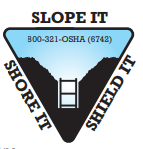 SLOPE IT
800-321-OSHA (6742)
SHORE IT
SHIELD IT